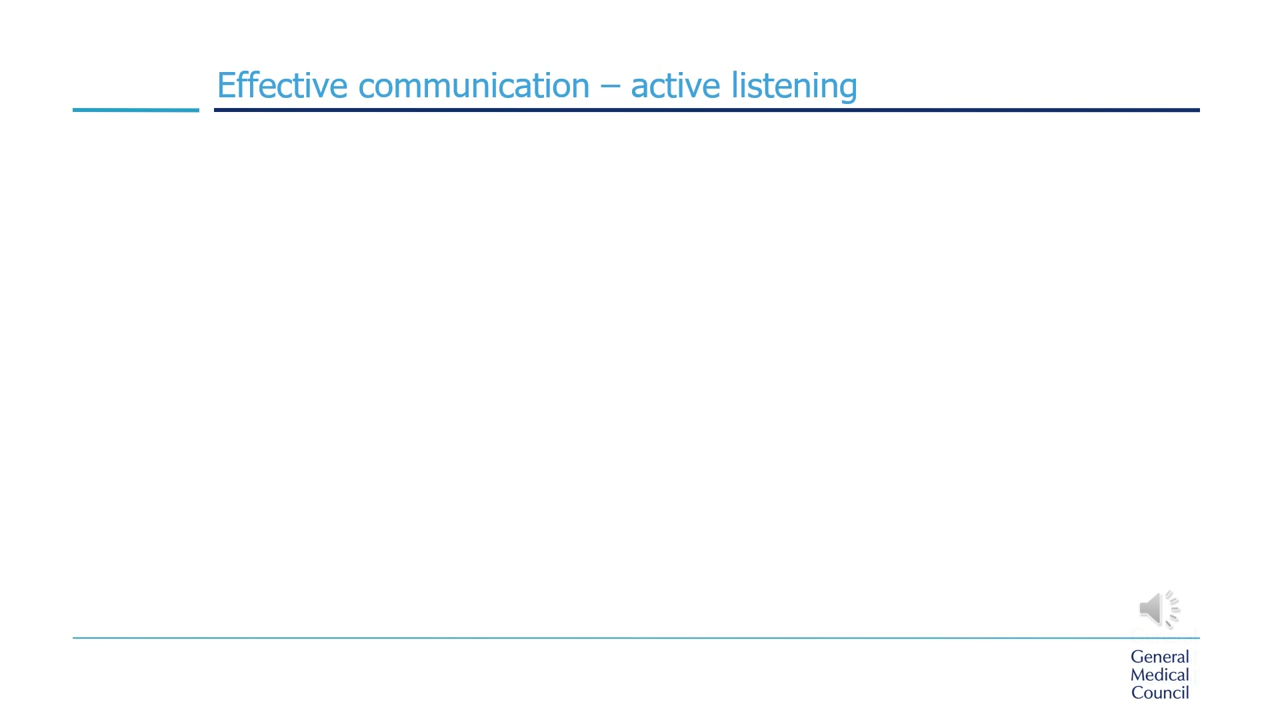 Effective communication – active listening
General
Medical
Council